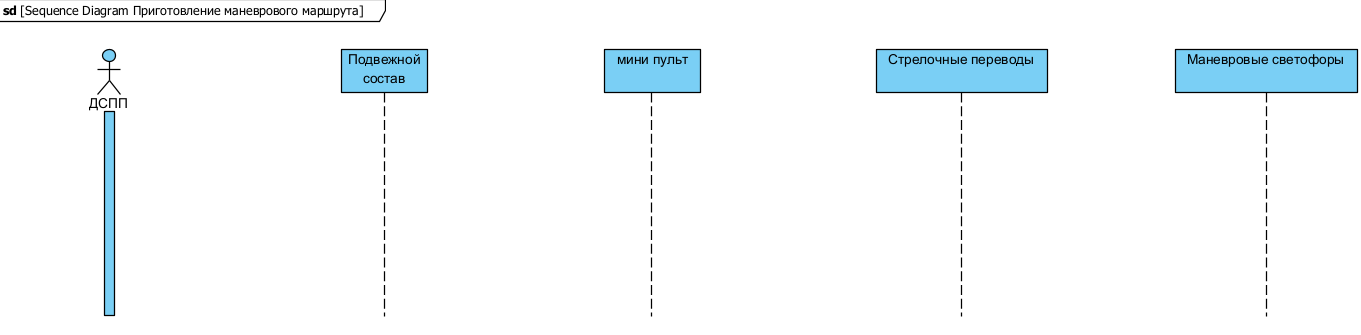 sd [Sequence Diagram Приготовление маневрового маршрута]
ДСПП
Подвежной
состав
мини пульт
Стрелочные переводы
Маневровые светофоры